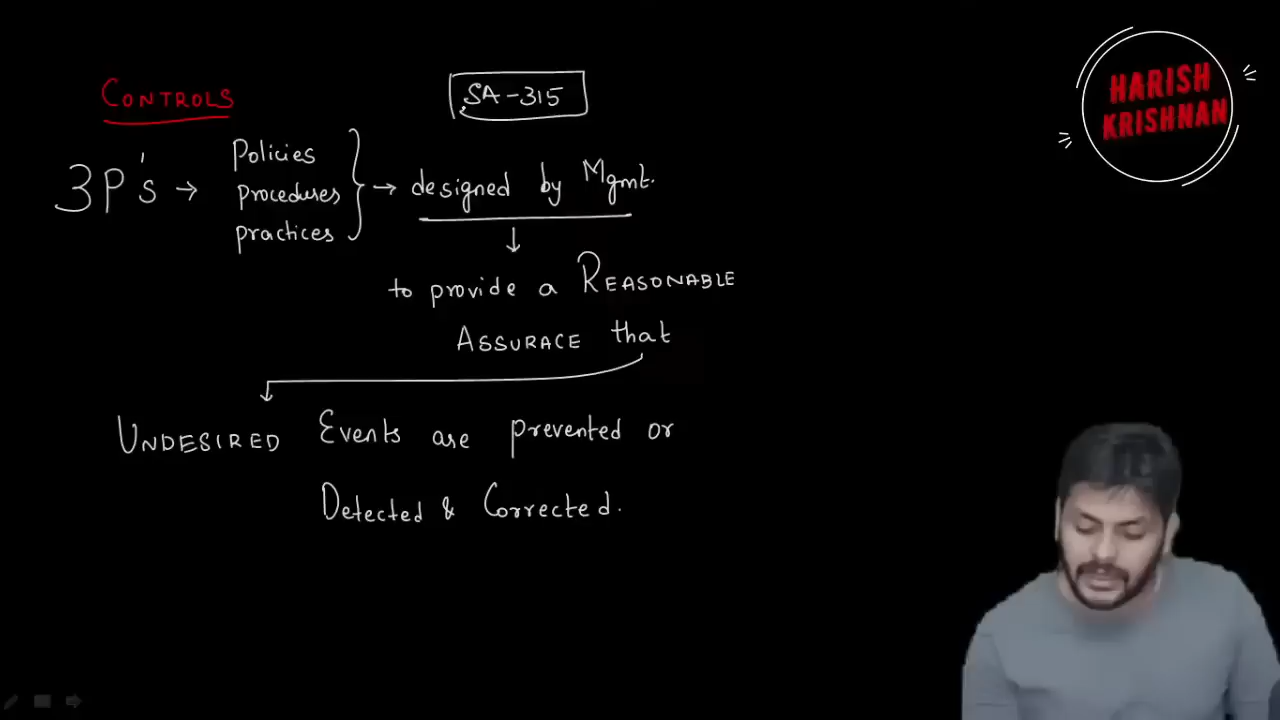 CONTROLS
SA-315
HARISH
KRISHNAN
3P's → Policies
procedures
practices
→ designed by Mgmt.
to provide a REASONABLE
ASSURACE that
UNDESIRED Events are prevented or
Detected & Corrected.